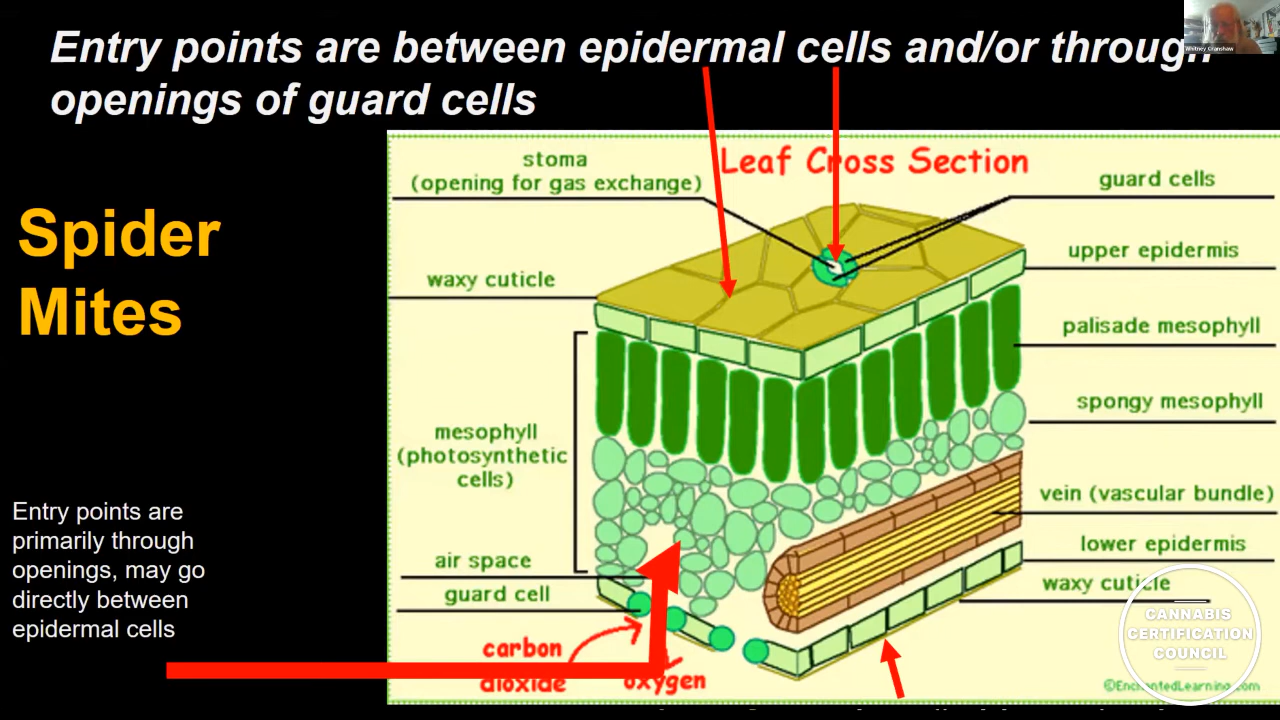 Entry points are between epidermal cells and/or through
openings of guard cells
Whitney Cranshaw
Spider
Mites
Entry points are
primarily through
openings, may go
directly between
epidermal cells
Leaf Cross Section
stoma
(opening for gas exchange)
waxy cuticle
mesophyll
(photosynthetic
cells)
air space
guard cell
carbon
dioxide
oxygen
guard cells
upper epidermis
palisade mesophyll
spongy mesophyll
vein (vascular bundle)
lower epidermis
waxy cuticle
CANNABIS
CERTIFICATION
COUNCIL
©EnchantedLearning.com